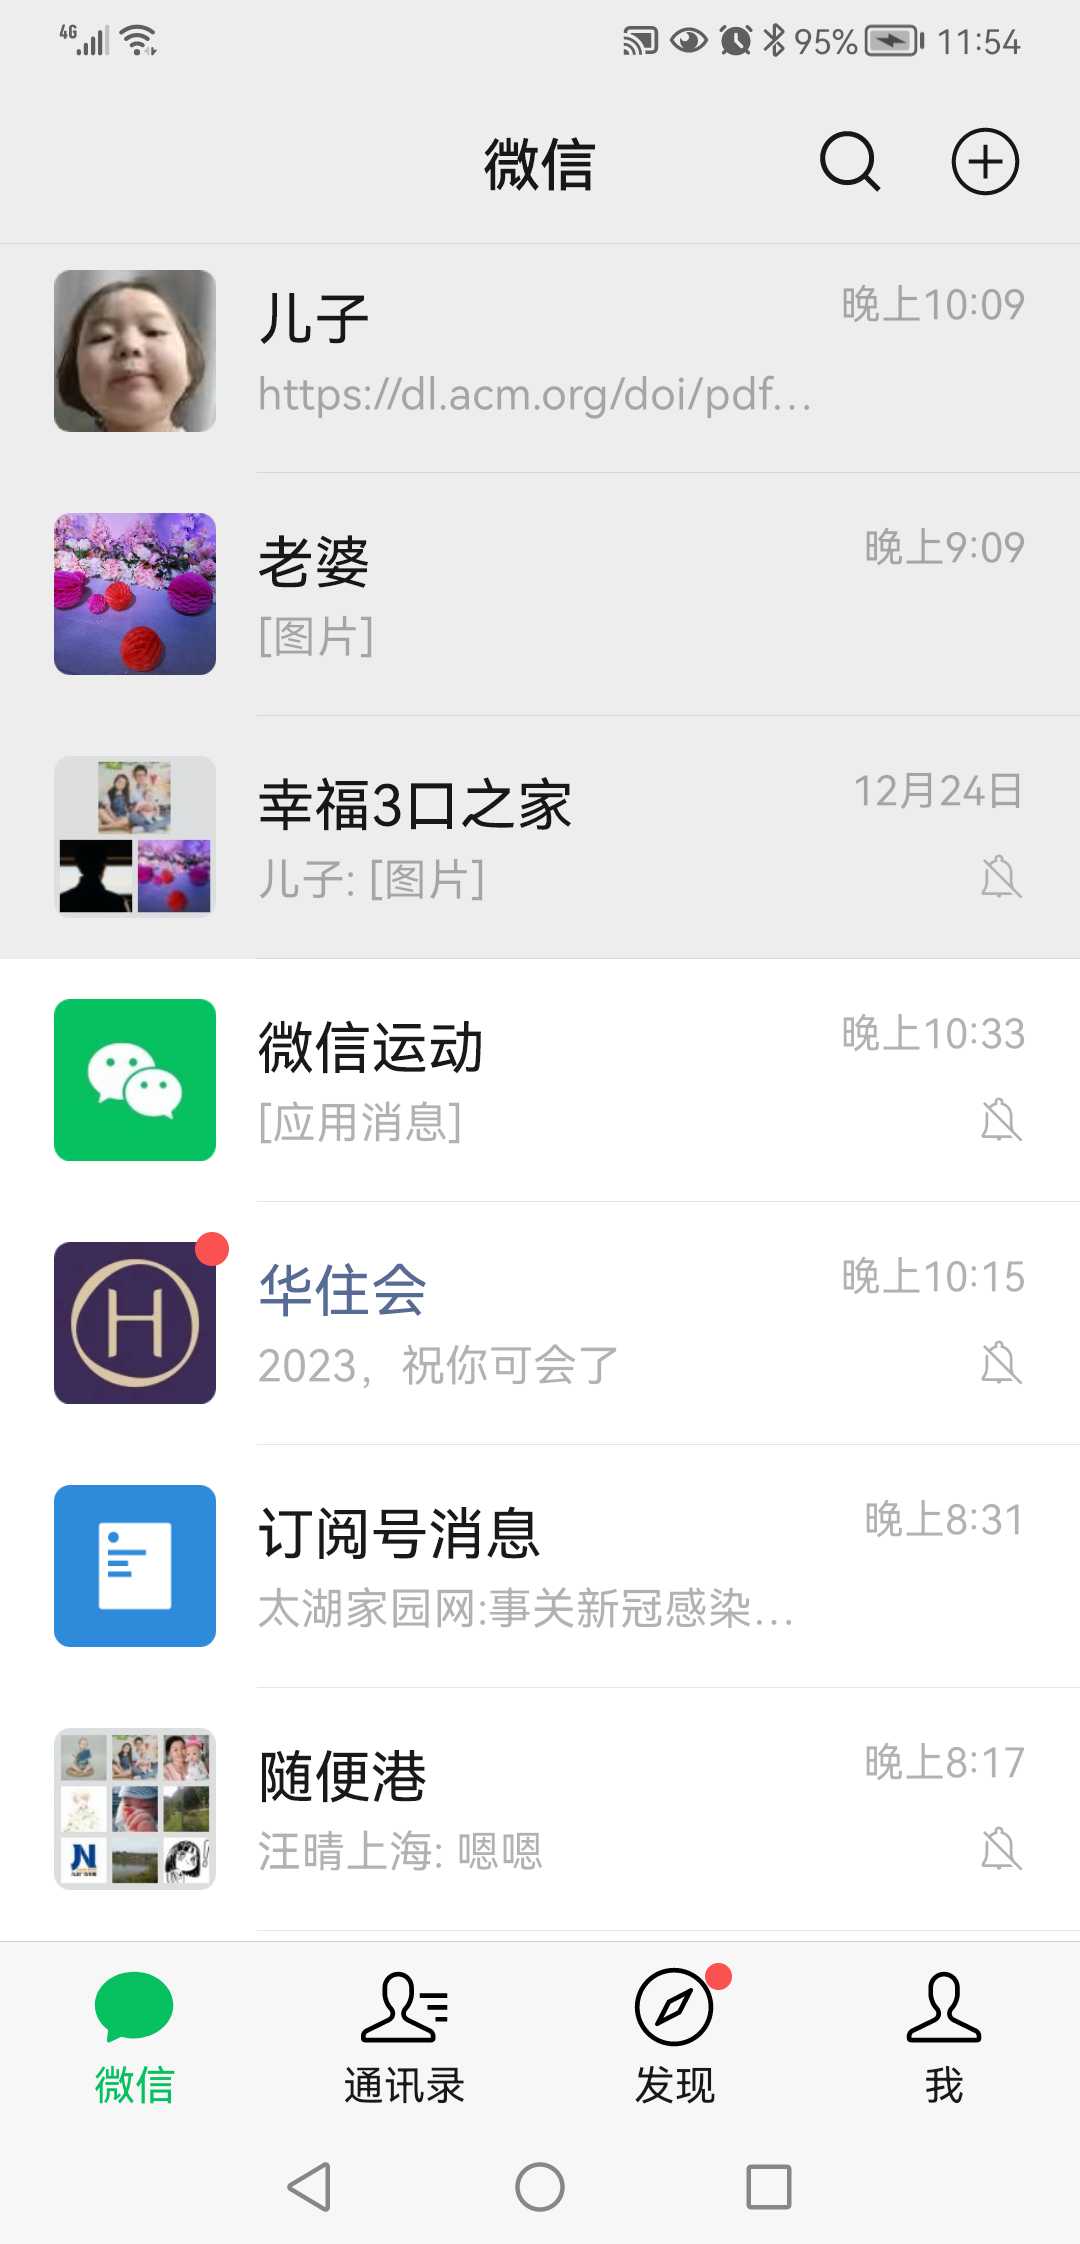 4G 95% 11:54
微信
儿子 晚上10:09
https://dl.acm.org/doi/pdf...
老婆 晚上9:09
[图片]
幸福3口之家 12月24日
儿子: [图片]
微信运动 晚上10:33
[应用消息]
H
华住会 晚上10:15
2023，祝你可会了
订阅号消息 晚上8:31
太湖家园网:事关新冠感染...
随便港 晚上8:17
汪晴上海: 嗯嗯
微信 通讯录 发现 我